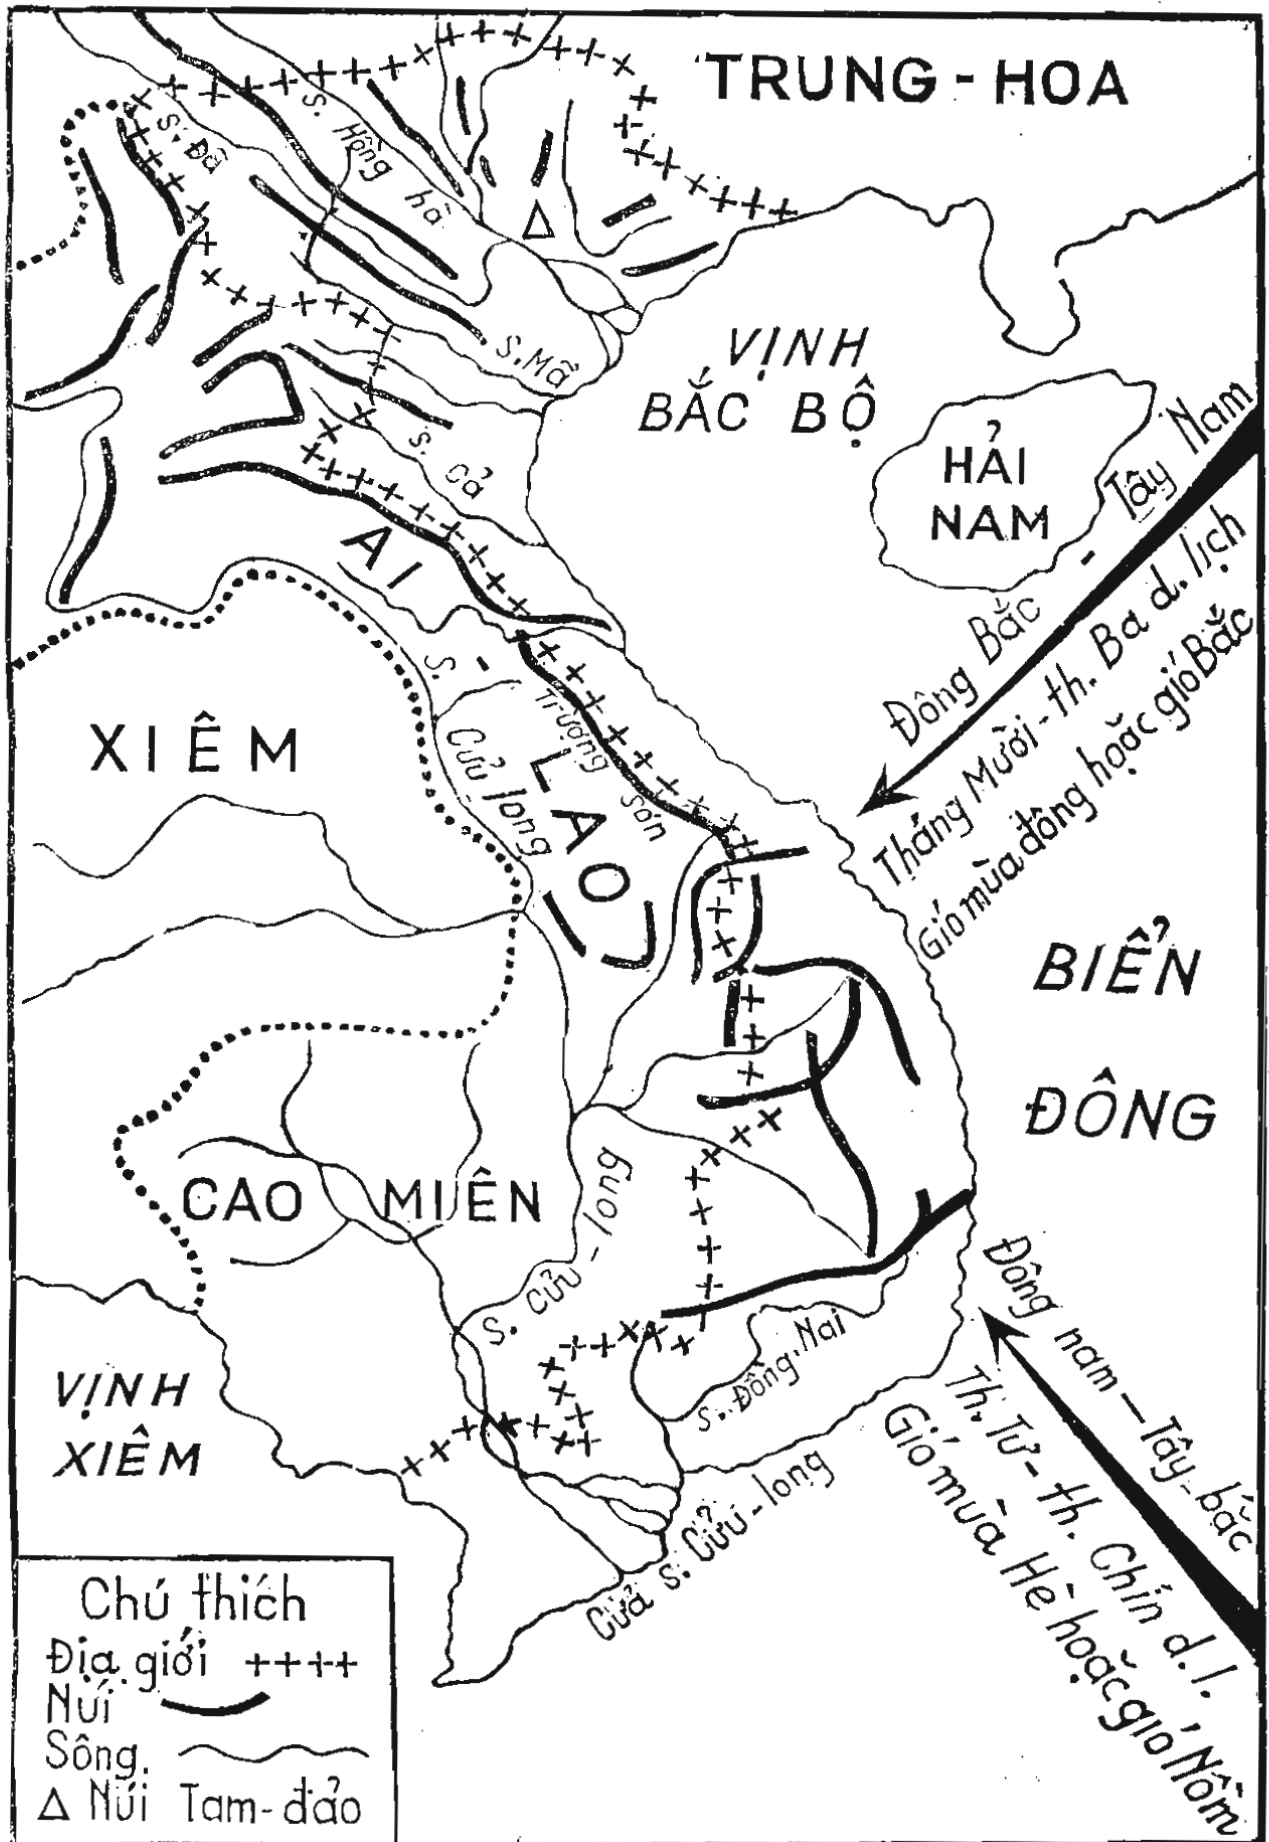 TRUNG-HOA
S. Đà
S. Hồng hà
VỊNH
BẮC BỘ
S. Mã
HẢI
NAM
S. Cả
AI-LAO
Đông Bắc - Tây Nam
Tháng Mười-th. Ba d. lịch
Gió mùa đông hoặc gió Bắc
S. Cửu long
Trường Sơn
XIÊM
BIỂN
ĐÔNG
CAO MIÊN
S. Cửu-long
S. Đồng Nai
VỊNH
XIÊM
Cửa s. Cửu-long
Đông nam-Tây-bắc
Th. Tư-th. Chín d.l.
Gió mùa Hè hoặc gió Nồm
Chú thích
Địa giới ++++
Núi
Sông.
Δ Núi Tam-đảo